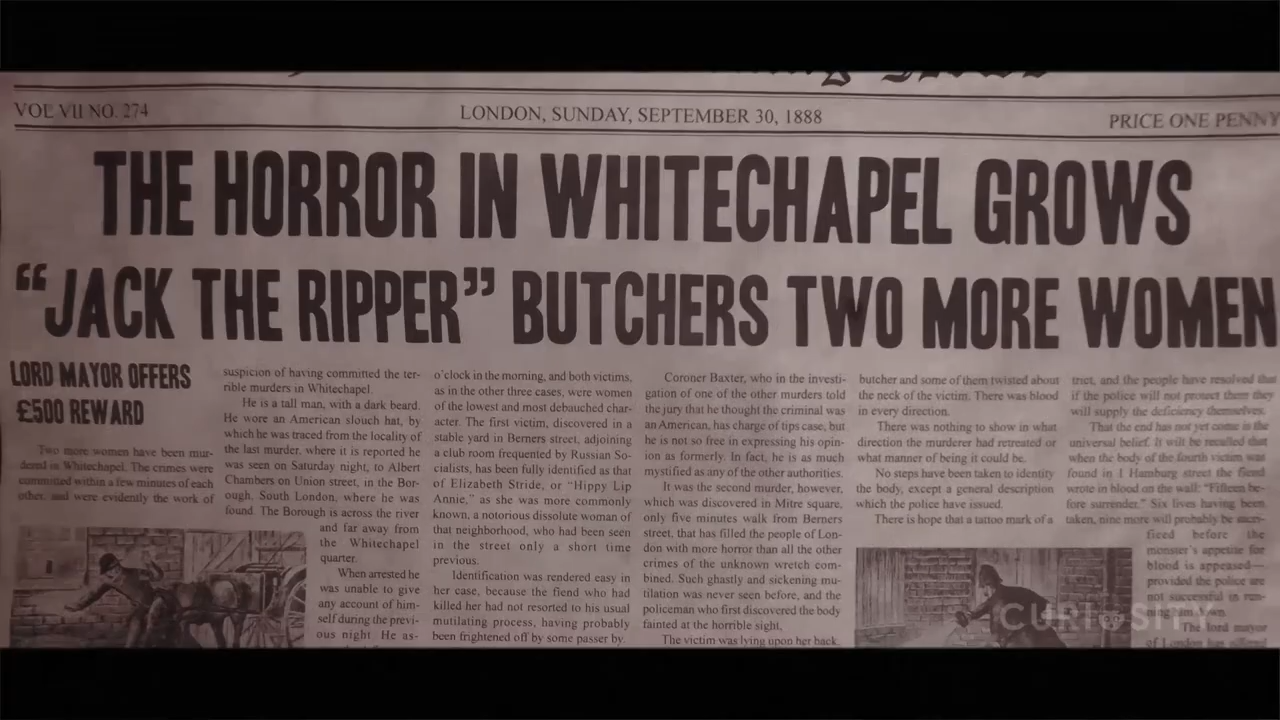 VOL VII NO. 274
LONDON, SUNDAY, SEPTEMBER 30, 1888
PRICE ONE PENNY
THE HORROR IN WHITECHAPEL GROWS
“JACK THE RIPPER” BUTCHERS TWO MORE WOMEN
LORD MAYOR OFFERS
£500 REWARD
Two more women have been mur-
dered in Whitechapel. The crimes were
committed within a few minutes of each
other, and were evidently the work of
suspicion of having committed the ter-
rible murders in Whitechapel.
He is a tall man, with a dark beard.
He wore an American slouch hat, by
which he was traced from the locality of
the last murder, where it is reported he
was seen on Saturday night, to Albert
Chambers on Union street, in the Bor-
ough, South London, where he was
found. The Borough is across the river
and far away from
the Whitechapel
quarter.
When arrested he
was unable to give
any account of him-
self during the previ-
ous night. He as-
o’clock in the morning, and both victims,
as in the other three cases, were women
of the lowest and most debauched char-
acter. The first victim, discovered in a
stable yard in Berners street, adjoining
a club room frequented by Russian So-
cialists, has been fully identified as that
of Elizabeth Stride, or “Hippy Lip
Annie,” as she was more commonly
known, a notorious dissolute woman of
that neighborhood, who had been seen
in the street only a short time
previous.
Identification was rendered easy in
her case, because the fiend who had
killed her had not resorted to his usual
mutilating process, having probably
been frightened off by some passer by.
Coroner Baxter, who in the investi-
gation of one of the other murders told
the jury that he thought the criminal was
an American, has charge of tips case, but
he is not so free in expressing his opin-
ion as formerly. In fact, he is as much
mystified as any of the other authorities.
It was the second murder, however,
which was discovered in Mitre square,
only five minutes walk from Berners
street, that has filled the people of Lon-
don with more horror than all the other
crimes of the unknown wretch com-
bined. Such ghastly and sickening mu-
tilation was never seen before, and the
policeman who first discovered the body
fainted at the horrible sight.
The victim was lying upon her back
butcher and some of them twisted about
the neck of the victim. There was blood
in every direction.
There was nothing to show in what
direction the murderer had retreated or
what manner of being it could be.
No steps have been taken to identity
the body, except a general description
which the police have issued.
There is hope that a tattoo mark of a
trict, and the people have resolved that
if the police will not protect them they
will supply the deficiency themselves.
That the end has not yet come is the
universal belief. It will be recalled that
when the body of the fourth victim was
found in 1 Hamburg street the fiend
wrote in blood on the wall: “Fifteen be-
fore surrender.” Six lives having been
taken, nine more will probably be sacri-
ficed before the
monster’s appetite for
blood is appeased—
provided the police are
not successful in run-
ning him down.
The lord mayor
of London has offered
CURIOSITY